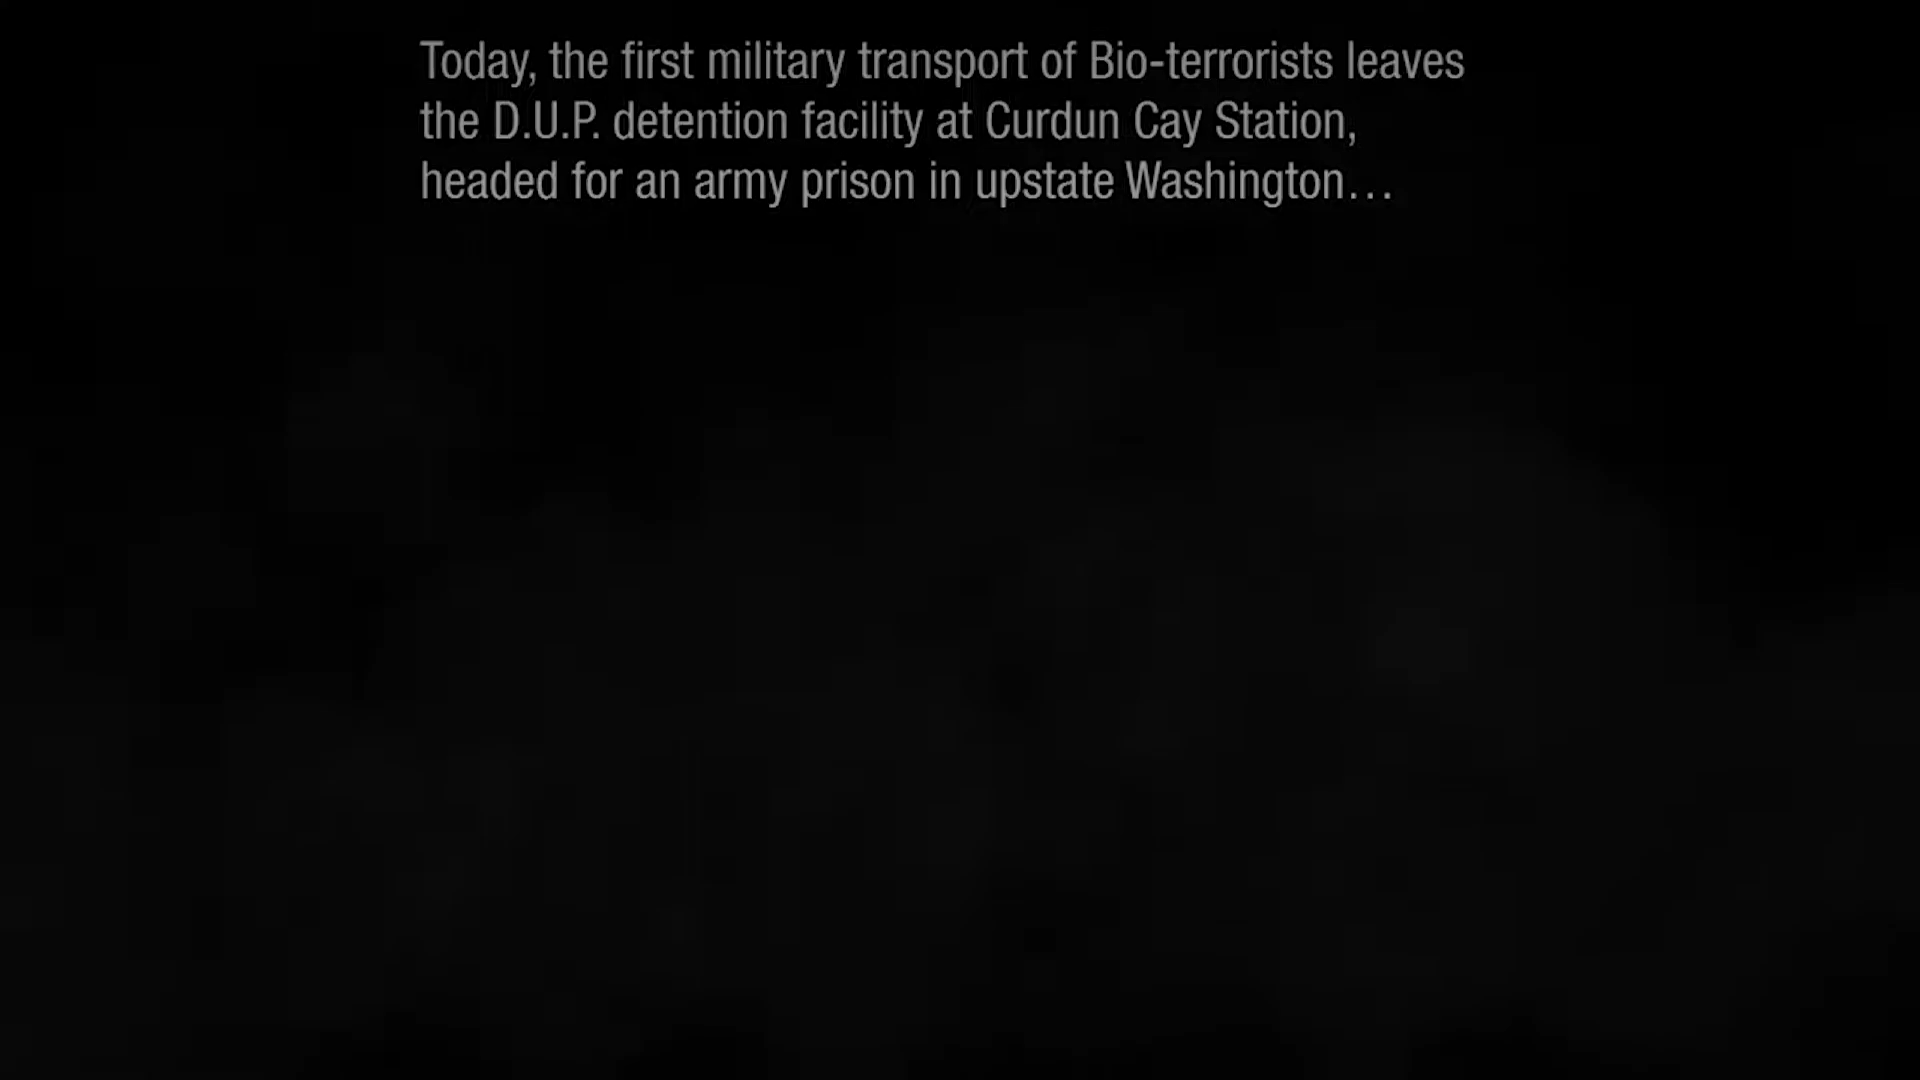 Today, the first military transport of Bio-terrorists leaves
the D.U.P. detention facility at Curdun Cay Station,
headed for an army prison in upstate Washington…